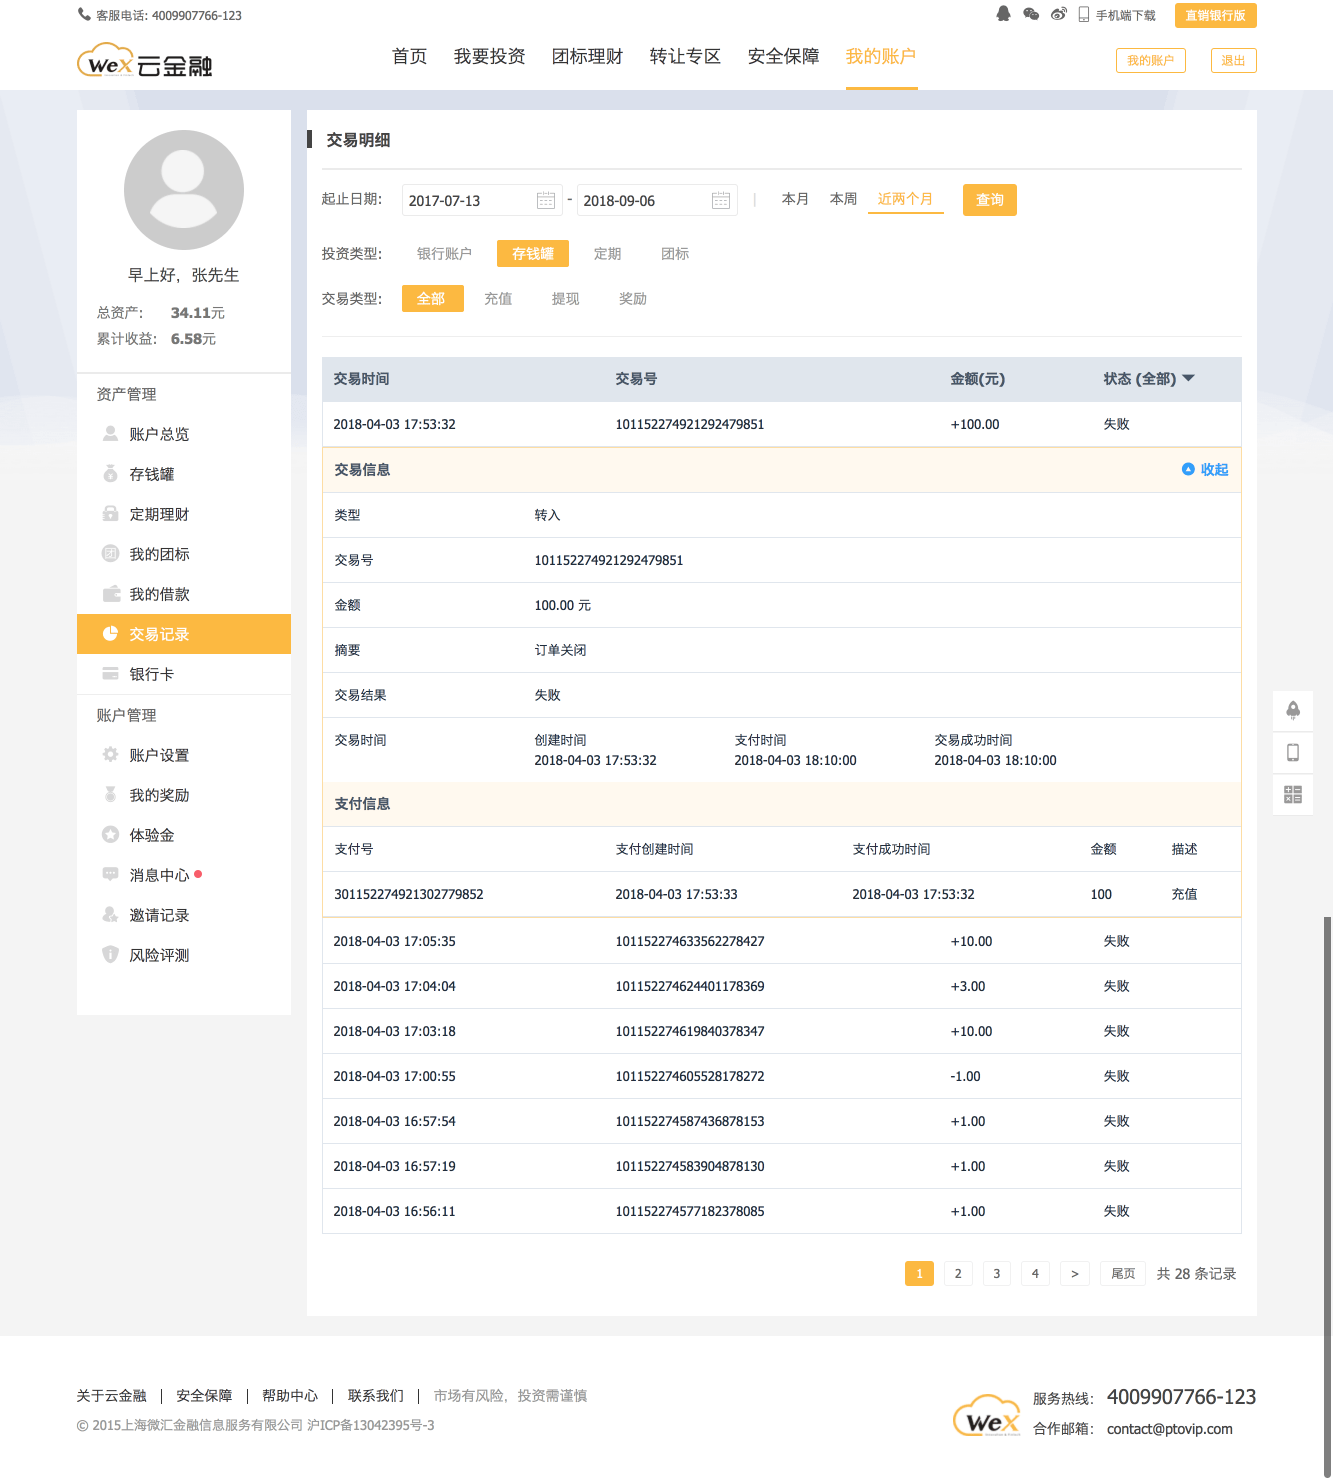 客服电话: 4009907766-123
手机端下载 直销银行版
WeX云金融
首页 我要投资 团标理财 转让专区 安全保障 我的账户
我的账户 退出
早上好，张先生
总资产： 34.11元
累计收益: 6.58元
资产管理
账户总览
存钱罐
定期理财
我的团标
我的借款
交易记录
银行卡
账户管理
账户设置
我的奖励
体验金
消息中心
邀请记录
风险评测
交易明细
起止日期: 2017-07-13 - 2018-09-06 | 本月 本周 近两个月 查询
投资类型: 银行账户 存钱罐 定期 团标
交易类型: 全部 充值 提现 奖励
交易时间 交易号 金额(元) 状态 (全部)
2018-04-03 17:53:32 101152274921292479851 +100.00 失败
交易信息 收起
类型 转入
交易号 101152274921292479851
金额 100.00 元
摘要 订单关闭
交易结果 失败
交易时间 创建时间 支付时间 交易成功时间
2018-04-03 17:53:32 2018-04-03 18:10:00 2018-04-03 18:10:00
支付信息
支付号 支付创建时间 支付成功时间 金额 描述
301152274921302779852 2018-04-03 17:53:33 2018-04-03 17:53:32 100 充值
2018-04-03 17:05:35 101152274633562278427 +10.00 失败
2018-04-03 17:04:04 101152274624401178369 +3.00 失败
2018-04-03 17:03:18 101152274619840378347 +10.00 失败
2018-04-03 17:00:55 101152274605528178272 -1.00 失败
2018-04-03 16:57:54 101152274587436878153 +1.00 失败
2018-04-03 16:57:19 101152274583904878130 +1.00 失败
2018-04-03 16:56:11 101152274577182378085 +1.00 失败
1 2 3 4 > 尾页 共 28 条记录
关于云金融 | 安全保障 | 帮助中心 | 联系我们 | 市场有风险，投资需谨慎
© 2015上海微汇金融信息服务有限公司 沪ICP备13042395号-3
WeX
服务热线： 4009907766-123
合作邮箱： contact@ptovip.com